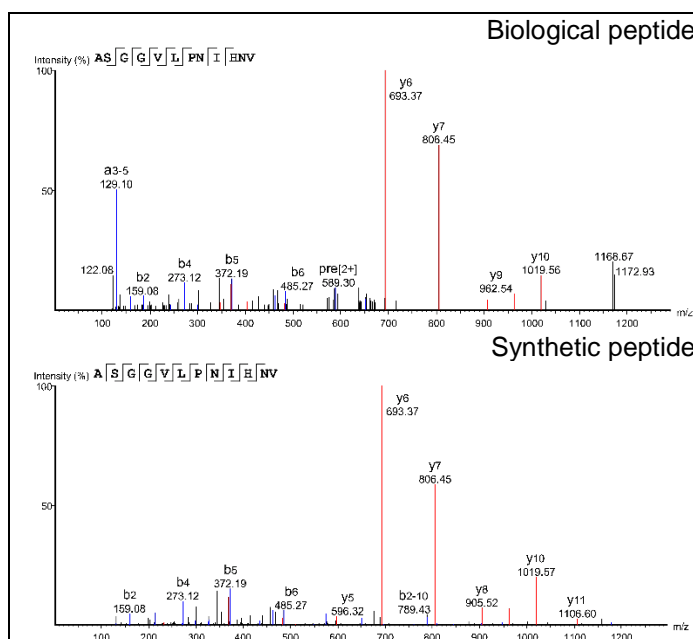 Biological peptide
Intensity (%) ASGGVLPNIHNV
100
y6
693.37
y7
806.45
50
a3-5
129.10
122.08
b2
159.08
b4
273.12
b5
372.19
b6
485.27
pre[2+]
589.30
y9
962.54
y10
1019.56
1168.67
1172.93
100 200 300 400 500 600 700 800 900 1000 1100 1200 m/z
Synthetic peptide
Intensity (%) ASGGVLPNIHNV
100
y6
693.37
y7
806.45
50
b2
159.08
b4
273.12
b5
372.19
b6
485.27
y5
596.32
b2-10
789.43
y8
905.52
y10
1019.57
y11
1106.60
100 200 300 400 500 600 700 800 900 1000 1100 1200 m/z